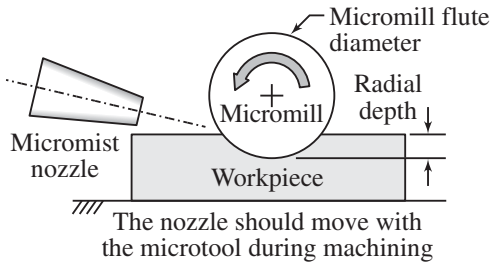 Micromill flute
diameter
Radial
depth
Micromill
Micromist
nozzle
Workpiece
The nozzle should move with
the microtool during machining